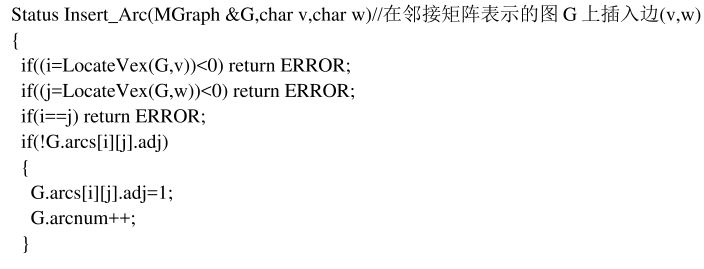 Status Insert_Arc(MGraph &G,char v,char w)//在邻接矩阵表示的图 G 上插入边(v,w)
{
if((i=LocateVex(G,v))<0) return ERROR;
if((j=LocateVex(G,w))<0) return ERROR;
if(i==j) return ERROR;
if(!G.arcs[i][j].adj)
{
G.arcs[i][j].adj=1;
G.arcnum++;
}